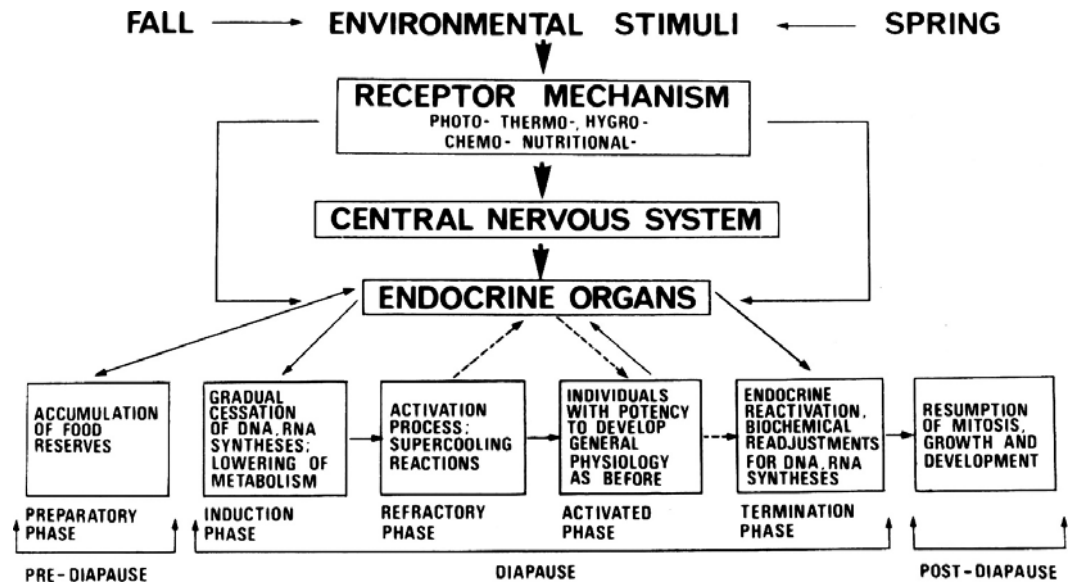 FALL ENVIRONMENTAL STIMULI SPRING
RECEPTOR MECHANISM
PHOTO- THERMO-, HYGRO-
CHEMO- NUTRITIONAL-
CENTRAL NERVOUS SYSTEM
ENDOCRINE ORGANS
ACCUMULATION
OF FOOD
RESERVES
GRADUAL
CESSATION
OF DNA, RNA
SYNTHESES;
LOWERING OF
METABOLISM
ACTIVATION
PROCESS;
SUPERCOOLING
REACTIONS
INDIVIDUALS
WITH POTENCY
TO DEVELOP
GENERAL
PHYSIOLOGY
AS BEFORE
ENDOCRINE
REACTIVATION,
BIOCHEMICAL
READJUSTMENTS
FOR DNA, RNA
SYNTHESES
RESUMPTION
OF MITOSIS,
GROWTH AND
DEVELOPMENT
PREPARATORY
PHASE
INDUCTION
PHASE
REFRACTORY
PHASE
ACTIVATED
PHASE
TERMINATION
PHASE
PRE-DIAPAUSE
DIAPAUSE
POST-DIAPAUSE